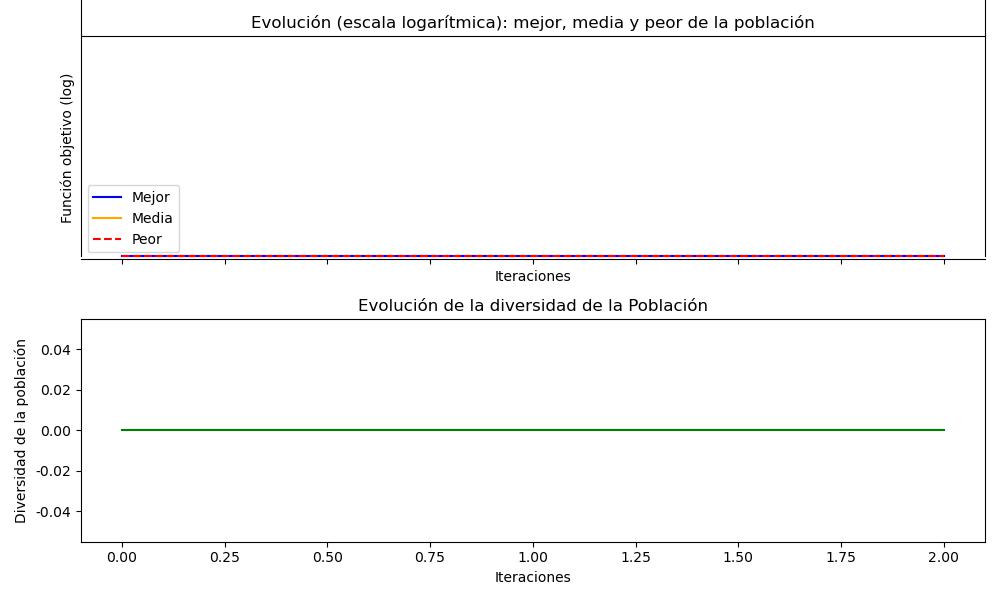 Evolución (escala logarítmica): mejor, media y peor de la población
Función objetivo (log)
Mejor
Media
Peor
Iteraciones
Evolución de la diversidad de la Población
Diversidad de la población
0.04
0.02
0.00
-0.02
-0.04
0.00 0.25 0.50 0.75 1.00 1.25 1.50 1.75 2.00
Iteraciones